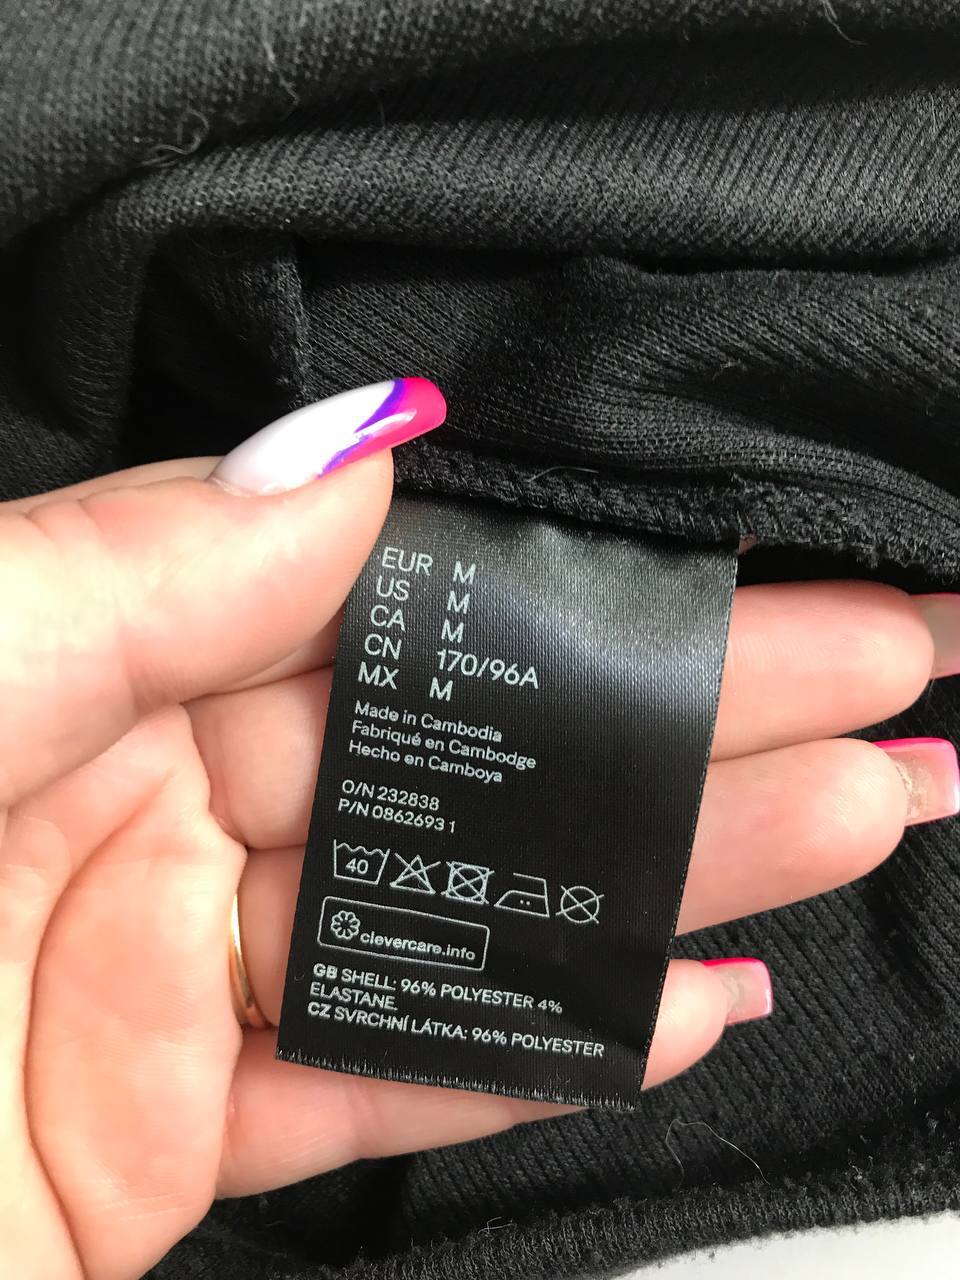 EUR M
US M
CA M
CN 170/96A
MX M
Made in Cambodia
Fabriqué en Cambodge
Hecho en Camboya
O/N 232838
P/N 0862693 1
40
clevercare.info
GB SHELL: 96% POLYESTER 4%
ELASTANE.
CZ SVRCHNÍ LÁTKA: 96% POLYESTER